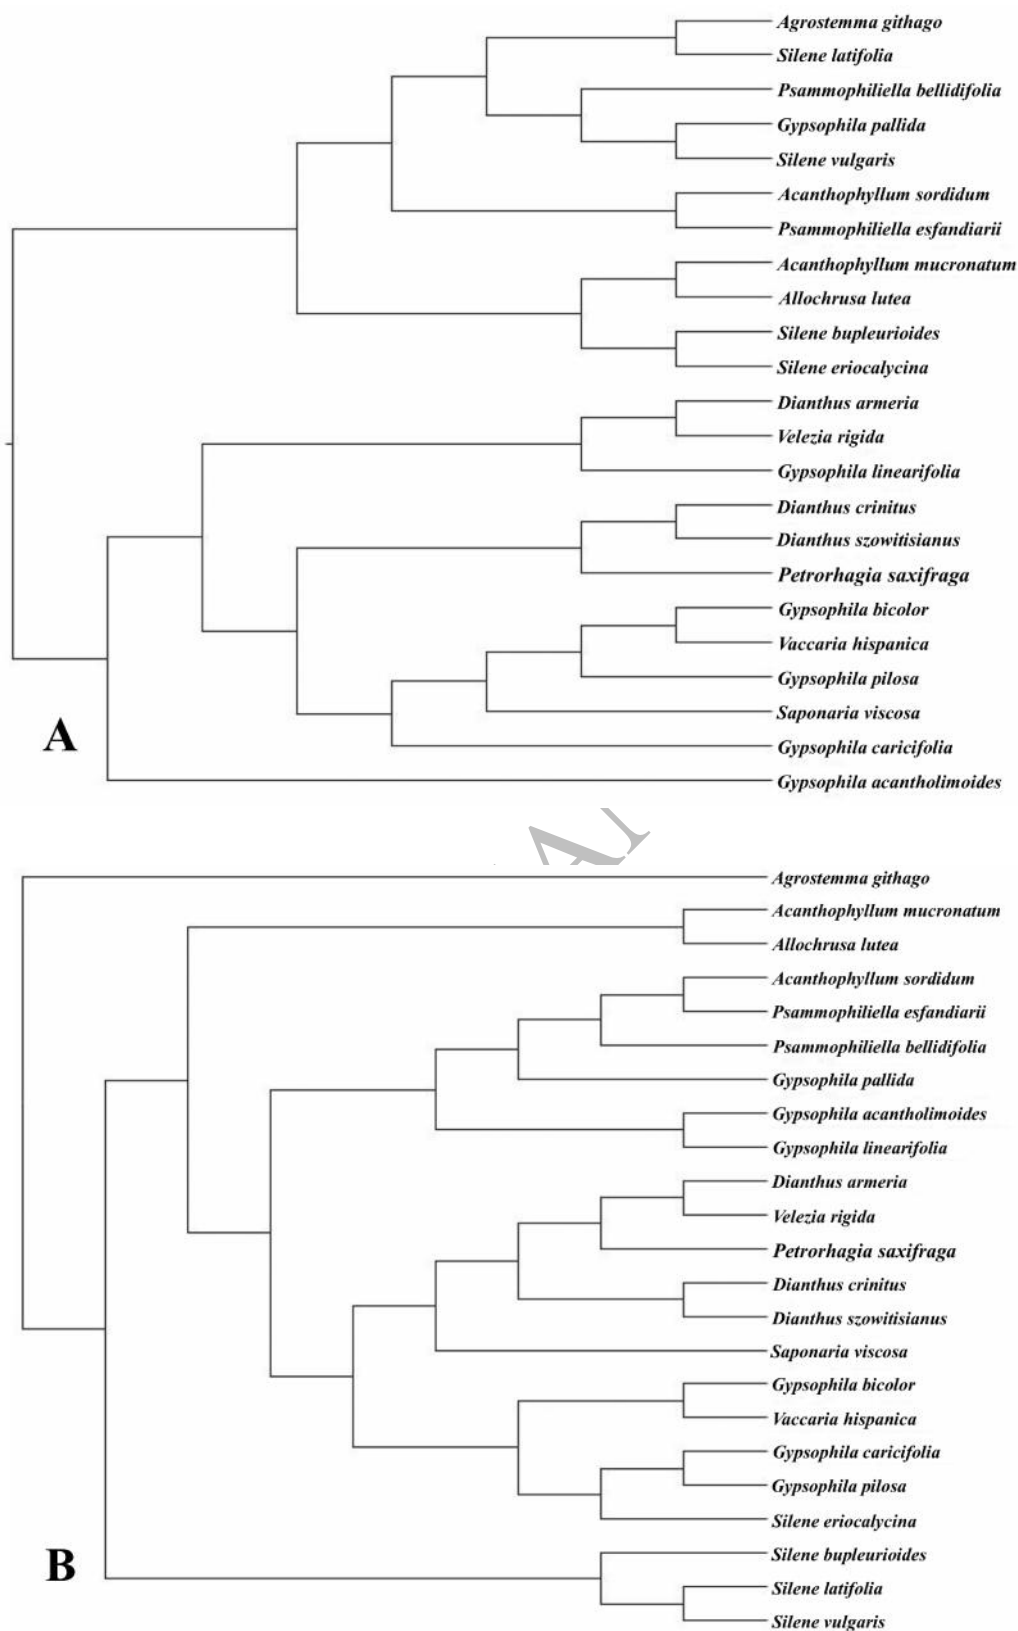 Agrostemma githago
Silene latifolia
Psammophiliella bellidifolia
Gypsophila pallida
Silene vulgaris
Acanthophyllum sordidum
Psammophiliella esfandiarii
Acanthophyllum mucronatum
Allochrusa lutea
Silene bupleurioides
Silene eriocalycina
Dianthus armeria
Velezia rigida
Gypsophila linearifolia
Dianthus crinitus
Dianthus szowitisianus
Petrorhagia saxifraga
Gypsophila bicolor
Vaccaria hispanica
Gypsophila pilosa
Saponaria viscosa
A
Gypsophila caricifolia
Gypsophila acantholimoides
Agrostemma githago
Acanthophyllum mucronatum
Allochrusa lutea
Acanthophyllum sordidum
Psammophiliella esfandiarii
Psammophiliella bellidifolia
Gypsophila pallida
Gypsophila acantholimoides
Gypsophila linearifolia
Dianthus armeria
Velezia rigida
Petrorhagia saxifraga
Dianthus crinitus
Dianthus szowitisianus
Saponaria viscosa
Gypsophila bicolor
Vaccaria hispanica
Gypsophila caricifolia
Gypsophila pilosa
Silene eriocalycina
Silene bupleurioides
B
Silene latifolia
Silene vulgaris